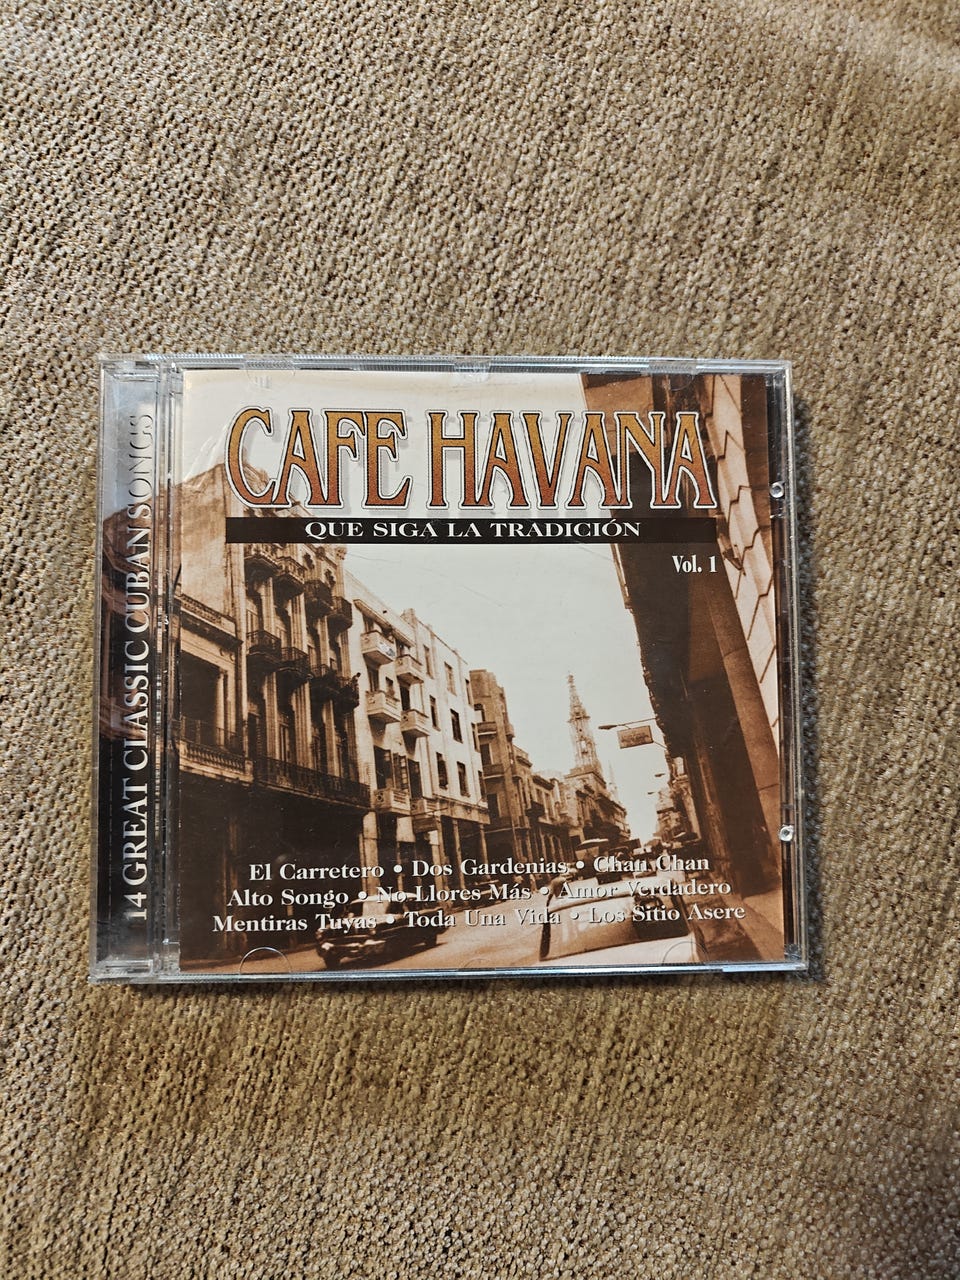 CAFE HAVANA
QUE SIGA LA TRADICIÓN
Vol. 1
14 GREAT CLASSIC CUBAN SONGS
El Carretero • Dos Gardenias • Chan Chan
Alto Songo • No Llores Más • Amor Verdadero
Mentiras Tuyas • Toda Una Vida • Los Sitio Asere